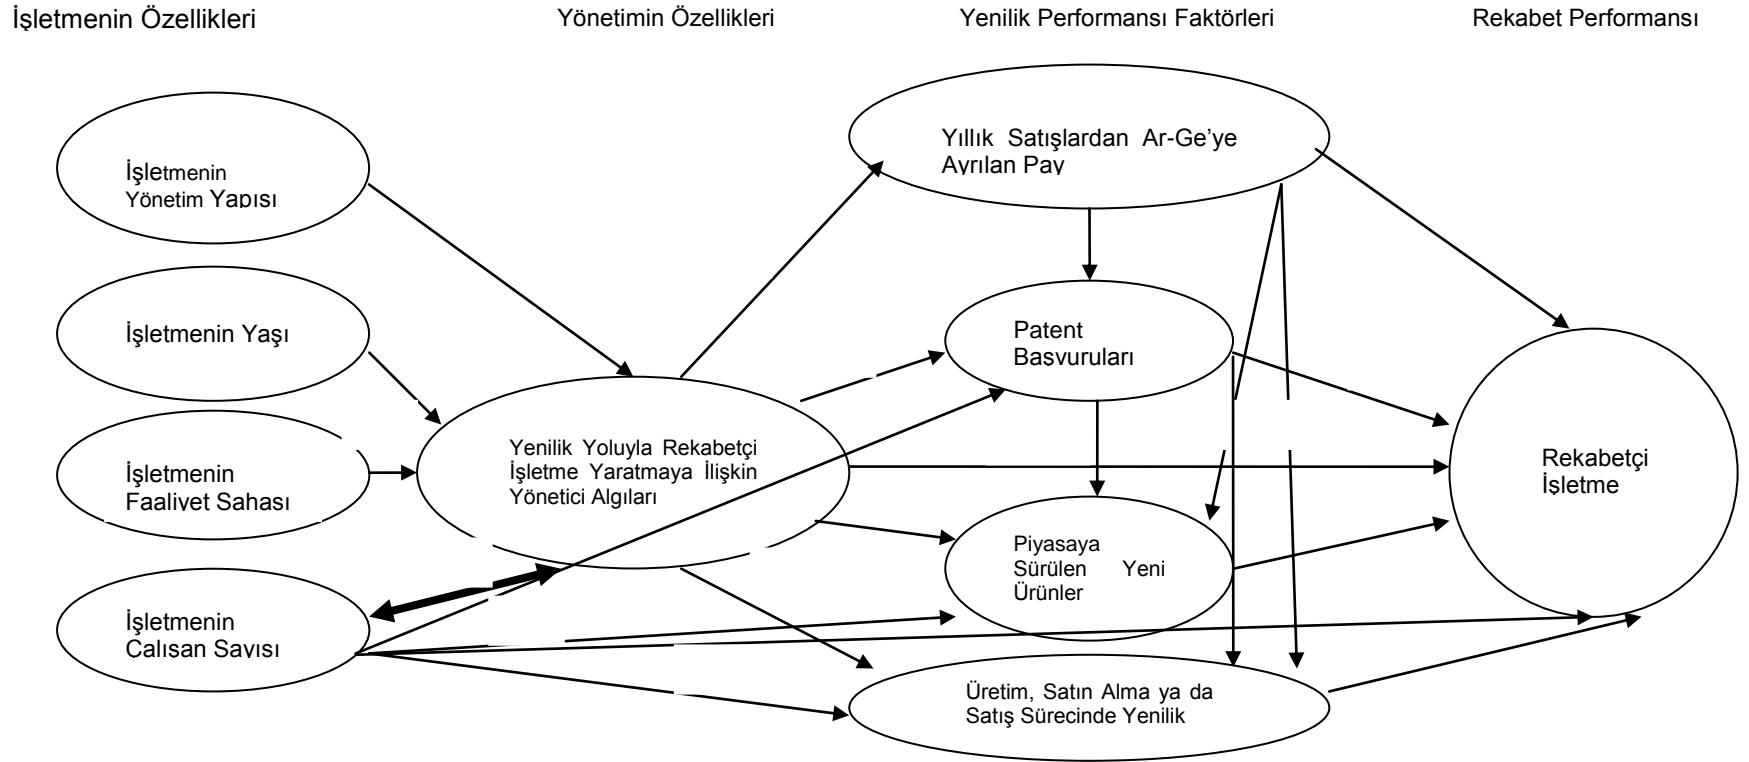 İşletmenin Özellikleri
Yönetimin Özellikleri
Yenilik Performansı Faktörleri
Rekabet Performansı
İşletmenin
Yönetim Yapısı
İşletmenin Yaşı
İşletmenin
Faaliyet Sahası
İşletmenin
Çalışan Sayısı
Yenilik Yoluyla Rekabetçi
İşletme Yaratmaya İlişkin
Yönetici Algıları
Yıllık Satışlardan Ar-Ge’ye
Ayrılan Pay
Patent
Başvuruları
Piyasaya
Sürülen Yeni
Ürünler
Üretim, Satın Alma ya da
Satış Sürecinde Yenilik
Rekabetçi
İşletme